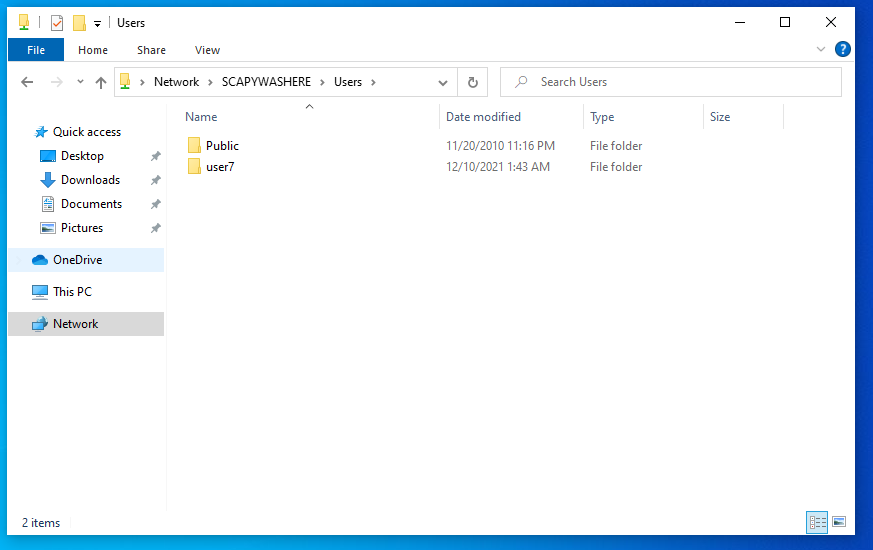 Users
File Home Share View
Network SCAPYWASHERE Users Search Users
Name Date modified Type Size
Quick access
Desktop
Downloads
Documents
Pictures
OneDrive
This PC
Network
Public 11/20/2010 11:16 PM File folder
user7 12/10/2021 1:43 AM File folder
2 items